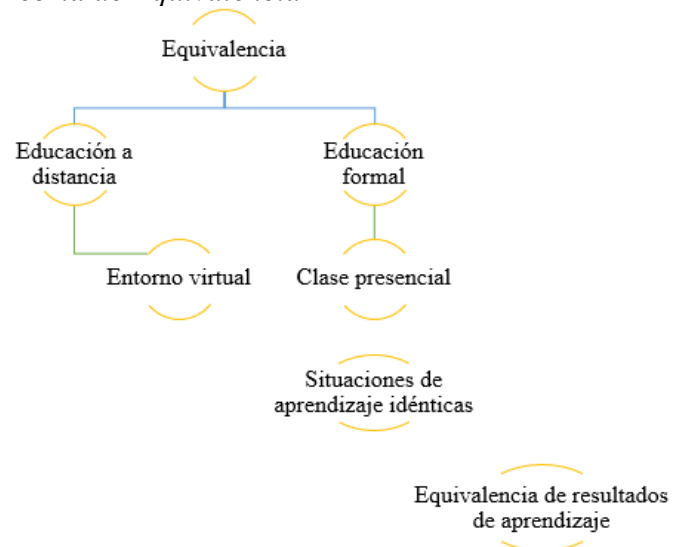 Equivalencia
Educación a
distancia
Educación
formal
Entorno virtual
Clase presencial
Situaciones de
aprendizaje idénticas
Equivalencia de resultados
de aprendizaje